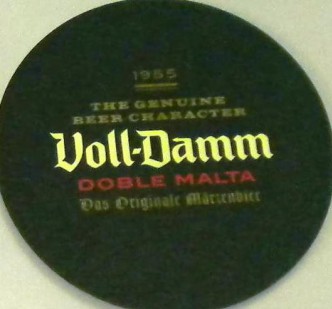 1955
THE GENUINE
BEER CHARACTER
Voll-Damm
DOBLE MALTA
Das Originale Märzenbier